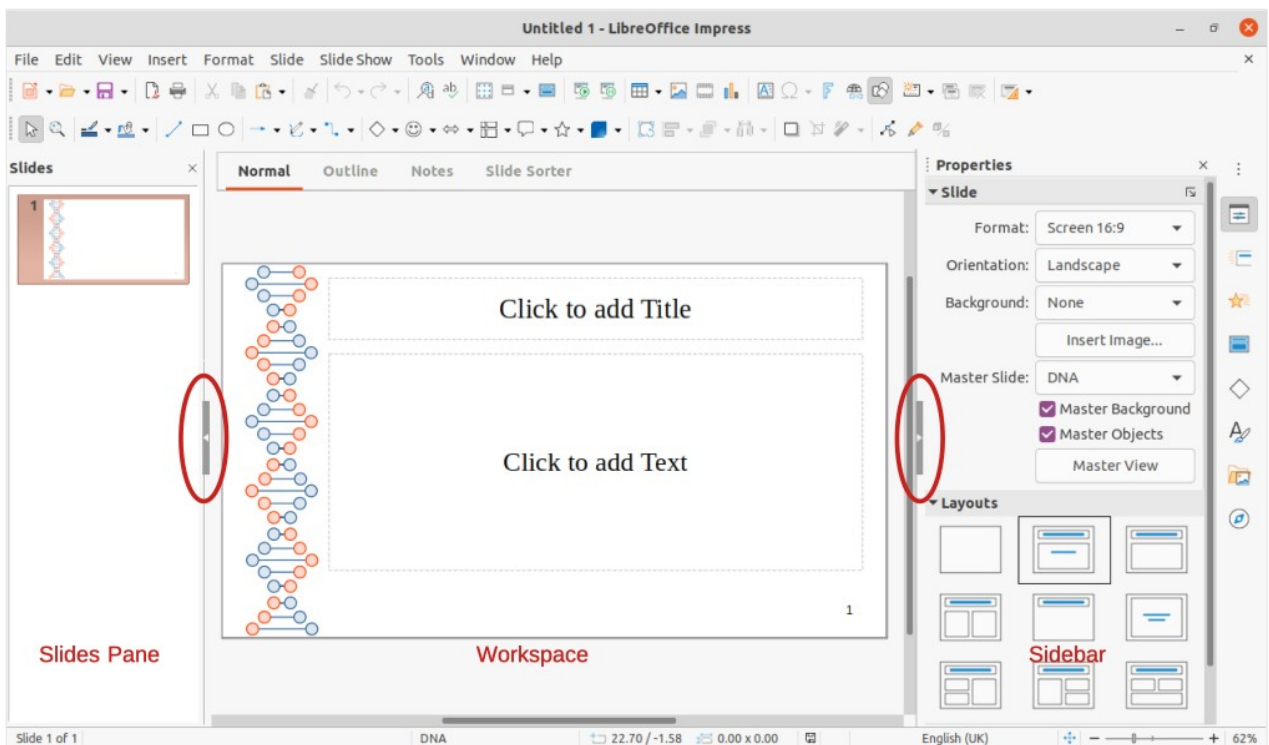 Untitled 1 - LibreOffice Impress
File Edit View Insert Format Slide Slide Show Tools Window Help
Slides
1
Normal Outline Notes Slide Sorter
Click to add Title
Click to add Text
1
Slides Pane
Workspace
Properties
Slide
Format: Screen 16:9
Orientation: Landscape
Background: None
Insert Image...
Master Slide: DNA
Master Background
Master Objects
Master View
Layouts
Sidebar
Slide 1 of 1 DNA 22.70 / -1.58 0.00 x 0.00 English (UK) 62%